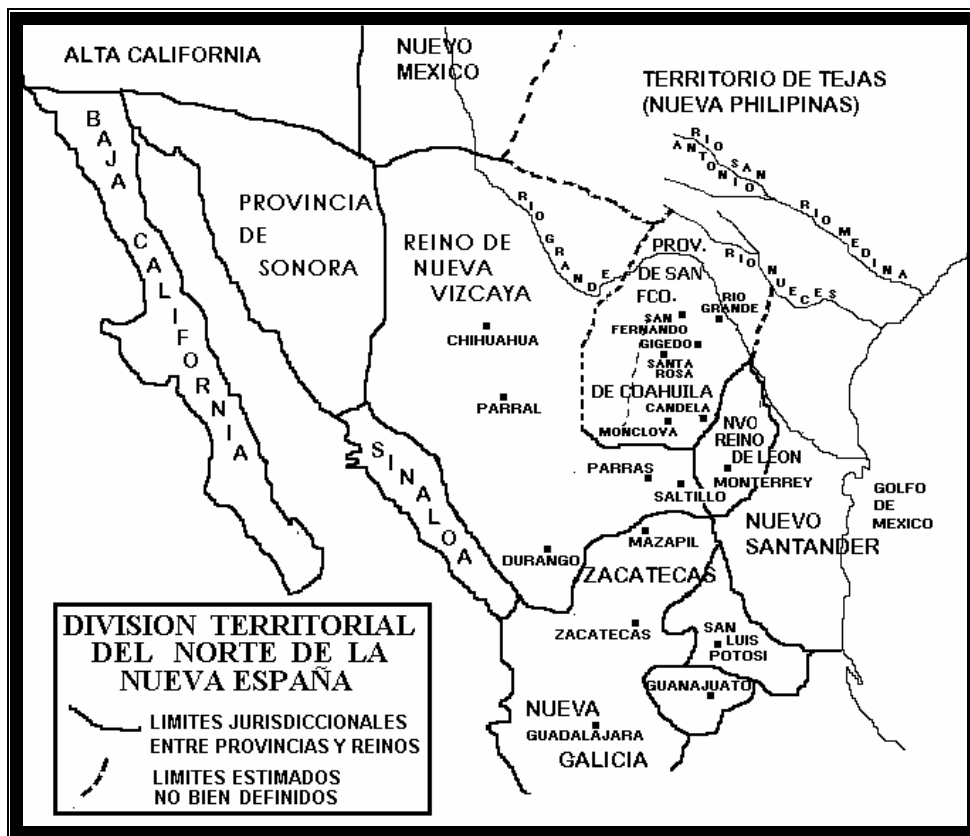 ALTA CALIFORNIA
NUEVO
MEXICO
TERRITORIO DE TEJAS
(NUEVA PHILIPINAS)
BAJA CALIFORNIA
RIO SAN
ANTONIO
RIO MEDINA
PROVINCIA
DE
SONORA
REINO DE
NUEVA
VIZCAYA
RIO GRANDE
PROV.
DE SAN
FCO.
RIO NUECES
RIO
GRANDE
SAN
FERNANDO
GIGEDO
SANTA
ROSA
CHIHUAHUA
DE COAHUILA
CANDELA
PARRAL
MONCLOVA
NVO
REINO
DE LEON
SINALOA
PARRAS
MONTERREY
SALTILLO
GOLFO
DE
MEXICO
NUEVO
SANTANDER
MAZAPIL
DURANGO
ZACATECAS
ZACATECAS
SAN
LUIS
POTOSI
GUANAJUATO
NUEVA
GUADALAJARA
GALICIA
DIVISION TERRITORIAL
DEL NORTE DE LA
NUEVA ESPAÑA
LIMITES JURISDICCIONALES
ENTRE PROVINCIAS Y REINOS
LIMITES ESTIMADOS
NO BIEN DEFINIDOS